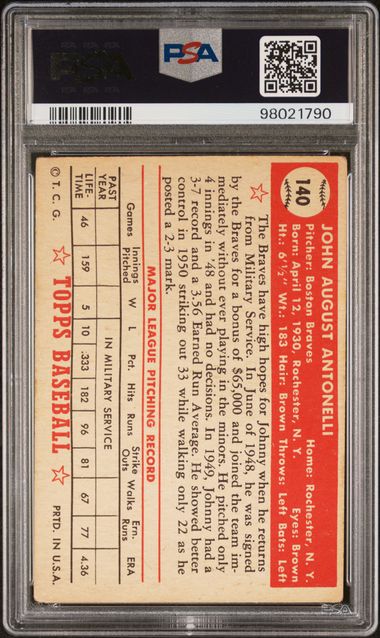 PSA
PSA
98021790
140
JOHN AUGUST ANTONELLI
Pitcher: Boston Braves Home: Rochester, N. Y.
Born: April 12, 1930, Rochester, N. Y. Eyes: Brown
Ht.: 6'1½" Wt.: 183 Hair: Brown Throws: Left Bats: Left
The Braves have high hopes for Johnny when he returns
from Military Service. In June of 1948, he was signed
by the Braves for a bonus of $65,000 and joined the team im-
mediately without ever playing in the minors. He pitched only
4 innings in '48 and had no decisions. In 1949, Johnny had a
3-7 record and a 3.56 Earned Run Average. He showed better
control in 1950 striking out 33 while walking only 22 as he
posted a 2-3 mark.
MAJOR LEAGUE PITCHING RECORD
Games Innings Pitched W L Pct. Hits Runs Strike Outs Walks Ern. Runs ERA
PAST YEAR IN MILITARY SERVICE
LIFE-TIME 46 159 5 10 .333 182 96 81 67 77 4.36
© T. C. G. TOPPS BASEBALL PRTD. IN U.S.A.